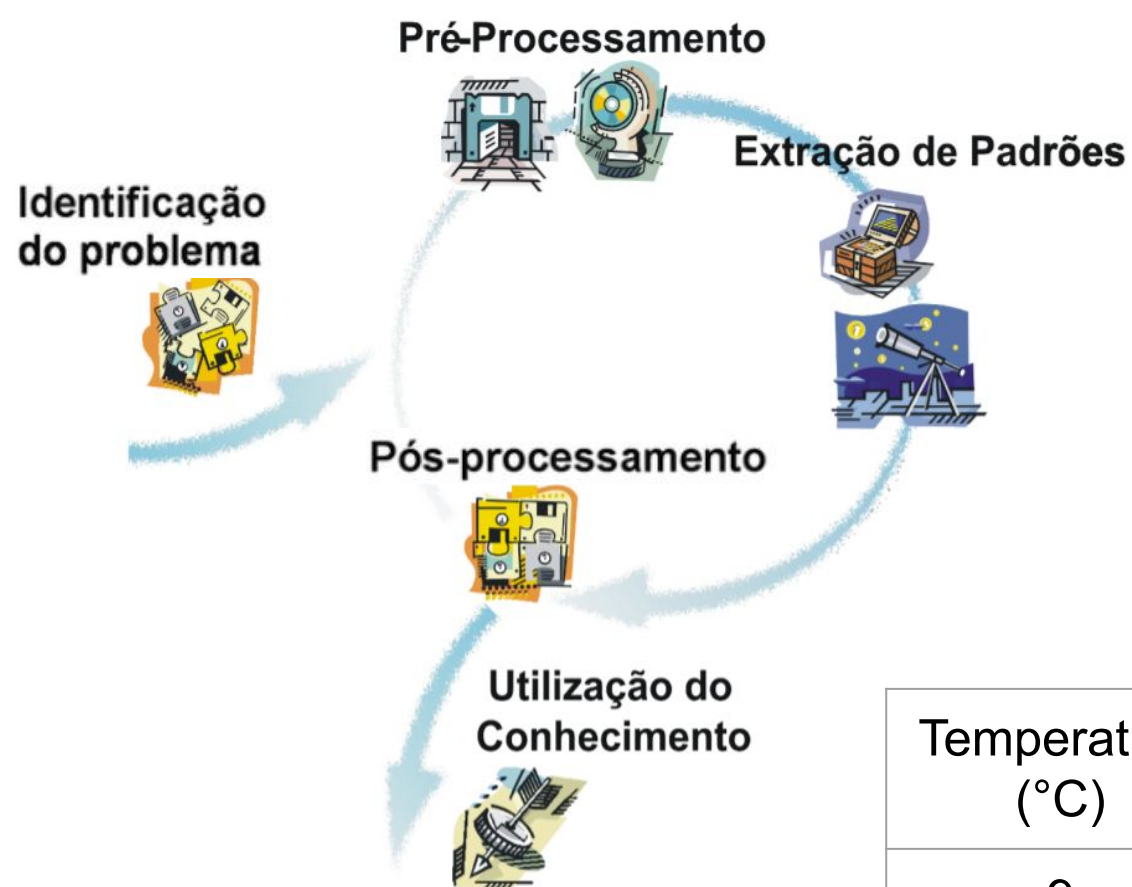 Pré-Processamento
Extração de Padrões
Identificação
do problema
Pós-processamento
Utilização do
Conhecimento
Temperat
(°C)